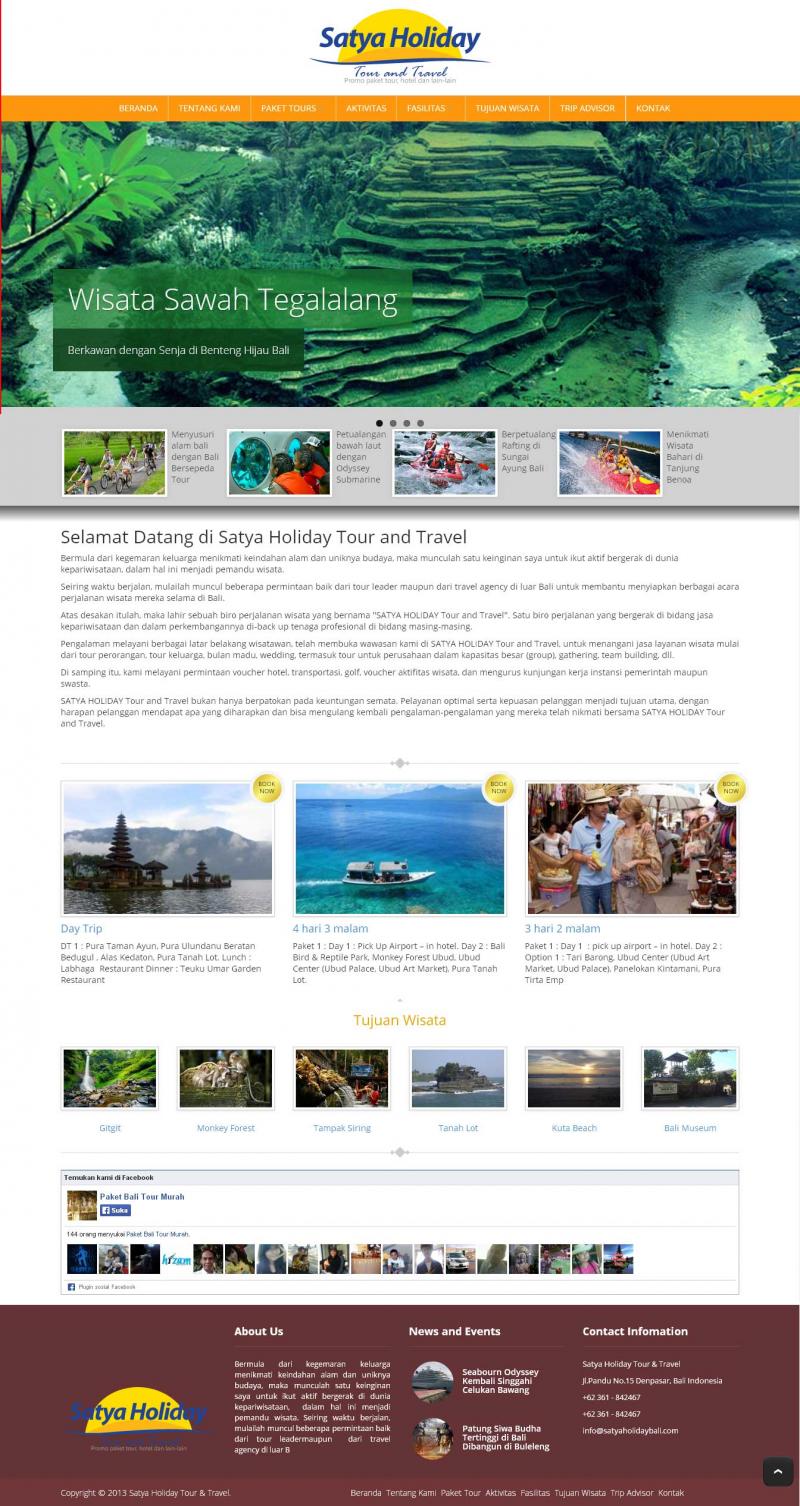 Satya Holiday
Tour and Travel
Promo paket tour, hotel dan lain-lain
BERANDA TENTANG KAMI PAKET TOURS AKTIVITAS FASILITAS TUJUAN WISATA TRIP ADVISOR KONTAK
Wisata Sawah Tegalalang
Berkawan dengan Senja di Benteng Hijau Bali
Menyusuri
alam bali
dengan Bali
Bersepeda
Tour
Petualangan
bawah laut
dengan
Odyssey
Submarine
Berpetualang
Rafting di
Sungai
Ayung Bali
Menikmati
Wisata
Bahari di
Tanjung
Benoa
Selamat Datang di Satya Holiday Tour and Travel
Bermula dari kegemaran keluarga menikmati keindahan alam dan uniknya budaya, maka munculah satu keinginan saya untuk ikut aktif bergerak di dunia
kepariwisataan, dalam hal ini menjadi pemandu wisata.
Seiring waktu berjalan, mulailah muncul beberapa permintaan baik dari tour leader maupun dari travel agency di luar Bali untuk membantu menyiapkan berbagai acara
perjalanan wisata mereka selama di Bali.
Atas desakan itulah, maka lahir sebuah biro perjalanan wisata yang bernama "SATYA HOLIDAY Tour and Travel". Satu biro perjalanan yang bergerak di bidang jasa
kepariwisataan dan dalam perkembangannya di-back up tenaga profesional di bidang masing-masing.
Pengalaman melayani berbagai latar belakang wisatawan, telah membuka wawasan kami di SATYA HOLIDAY Tour and Travel, untuk menangani jasa layanan wisata mulai
dari tour perorangan, tour keluarga, bulan madu, wedding, termasuk tour untuk perusahaan dalam kapasitas besar (group), gathering, team building, dll.
Di samping itu, kami melayani permintaan voucher hotel, transportasi, golf, voucher aktifitas wisata, dan mengurus kunjungan kerja instansi pemerintah maupun
swasta.
SATYA HOLIDAY Tour and Travel bukan hanya berpatokan pada keuntungan semata. Pelayanan optimal serta kepuasan pelanggan menjadi tujuan utama, dengan
harapan pelanggan mendapat apa yang diharapkan dan bisa mengulang kembali pengalaman-pengalaman yang mereka telah nikmati bersama SATYA HOLIDAY Tour
and Travel.
BOOK
NOW
BOOK
NOW
BOOK
NOW
Day Trip
DT 1 : Pura Taman Ayun, Pura Ulundanu Beratan
Bedugul , Alas Kedaton, Pura Tanah Lot. Lunch :
Labhaga Restaurant Dinner : Teuku Umar Garden
Restaurant
4 hari 3 malam
Paket 1 : Day 1 : Pick Up Airport – in hotel. Day 2 : Bali
Bird & Reptile Park, Monkey Forest Ubud, Ubud
Center (Ubud Palace, Ubud Art Market), Pura Tanah
Lot.
3 hari 2 malam
Paket 1 : Day 1 : pick up airport – in hotel. Day 2 :
Option 1 : Tari Barong, Ubud Center (Ubud Art
Market, Ubud Palace), Panelokan Kintamani, Pura
Tirta Emp
Tujuan Wisata
Gitgit Monkey Forest Tampak Siring Tanah Lot Kuta Beach Bali Museum
Temukan kami di Facebook
Paket Bali Tour Murah
Suka
144 orang menyukai Paket Bali Tour Murah.
hizam
Plugin sosial Facebook
Satya Holiday
Promo paket tour, hotel dan lain-lain
About Us
Bermula dari kegemaran keluarga
menikmati keindahan alam dan uniknya
budaya, maka munculah satu keinginan
saya untuk ikut aktif bergerak di dunia
kepariwisataan, dalam hal ini menjadi
pemandu wisata. Seiring waktu berjalan,
mulailah muncul beberapa permintaan baik
dari tour leadermaupun dari travel
agency di luar B
News and Events
Seabourn Odyssey
Kembali Singgahi
Celukan Bawang
Patung Siwa Budha
Tertinggi di Bali
Dibangun di Buleleng
Contact Infomation
Satya Holiday Tour & Travel
Jl.Pandu No.15 Denpasar, Bali Indonesia
+62 361 - 842467
+62 361 - 842467
info@satyaholidaybali.com
Copyright © 2013 Satya Holiday Tour & Travel.
Beranda Tentang Kami Paket Tour Aktivitas Fasilitas Tujuan Wisata Trip Advisor Kontak